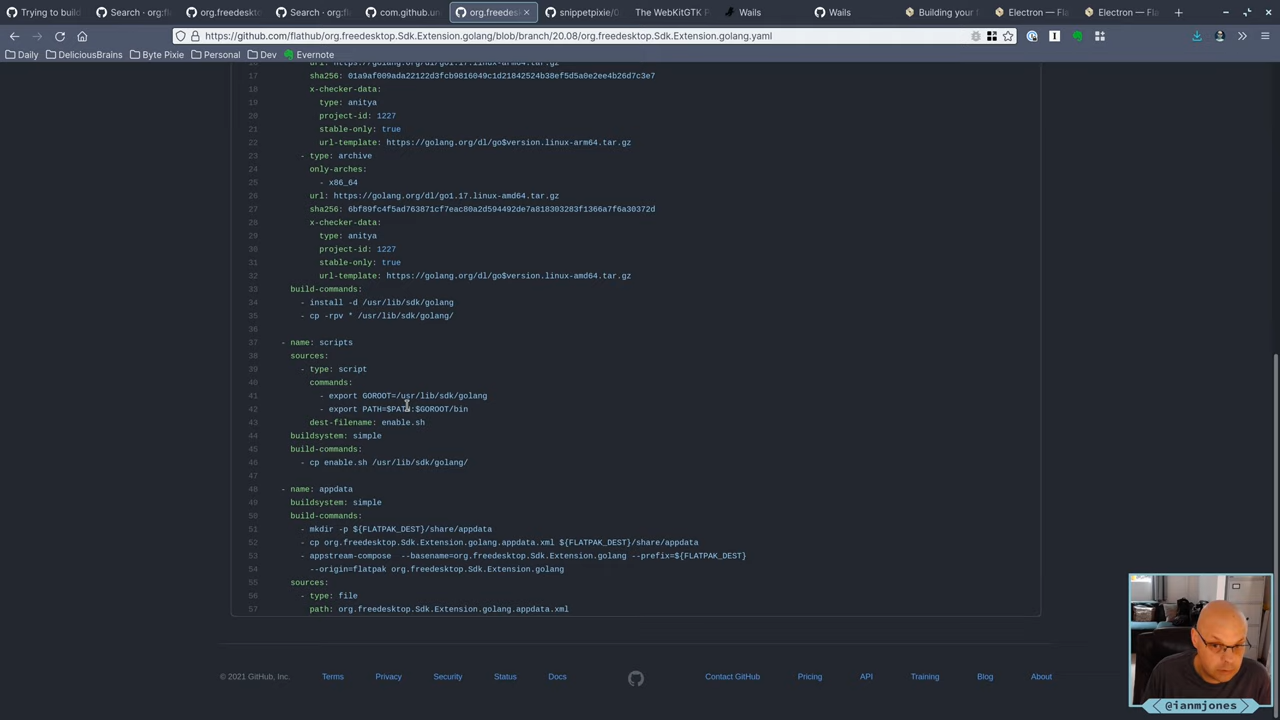 Trying to build
Search · org:fl
org.freedeskt
Search · org:fl
com.github.un
org.freedesk
snippetpixie/0
The WebKitGTK P
Wails
Wails
Building your
Electron — Fl
Electron — Fla
https://github.com/flathub/org.freedesktop.Sdk.Extension.golang/blob/branch/20.08/org.freedesktop.Sdk.Extension.golang.yaml
Daily DeliciousBrains Byte Pixie Personal Dev Evernote
17 sha256: 01a9af009ada22122d3fcb9816049c1d21842524b38ef5d5a0e2ee4b26d7c3e7
18 x-checker-data:
19 type: anitya
20 project-id: 1227
21 stable-only: true
22 url-template: https://golang.org/dl/go$version.linux-arm64.tar.gz
23 - type: archive
24 only-arches:
25 - x86_64
26 url: https://golang.org/dl/go1.17.linux-amd64.tar.gz
27 sha256: 6bf89fc4f5ad763871cf7eac80a2d594492de7a818303283f1366a7f6a30372d
28 x-checker-data:
29 type: anitya
30 project-id: 1227
31 stable-only: true
32 url-template: https://golang.org/dl/go$version.linux-amd64.tar.gz
33 build-commands:
34 - install -d /usr/lib/sdk/golang
35 - cp -rpv * /usr/lib/sdk/golang/
36
37 - name: scripts
38 sources:
39 - type: script
40 commands:
41 - export GOROOT=/usr/lib/sdk/golang
42 - export PATH=$PATH:$GOROOT/bin
43 dest-filename: enable.sh
44 buildsystem: simple
45 build-commands:
46 - cp enable.sh /usr/lib/sdk/golang/
47
48 - name: appdata
49 buildsystem: simple
50 build-commands:
51 - mkdir -p ${FLATPAK_DEST}/share/appdata
52 - cp org.freedesktop.Sdk.Extension.golang.appdata.xml ${FLATPAK_DEST}/share/appdata
53 - appstream-compose --basename=org.freedesktop.Sdk.Extension.golang --prefix=${FLATPAK_DEST}
54 --origin=flatpak org.freedesktop.Sdk.Extension.golang
55 sources:
56 - type: file
57 path: org.freedesktop.Sdk.Extension.golang.appdata.xml
© 2021 GitHub, Inc. Terms Privacy Security Status Docs Contact GitHub Pricing API Training Blog About
@ianmjones